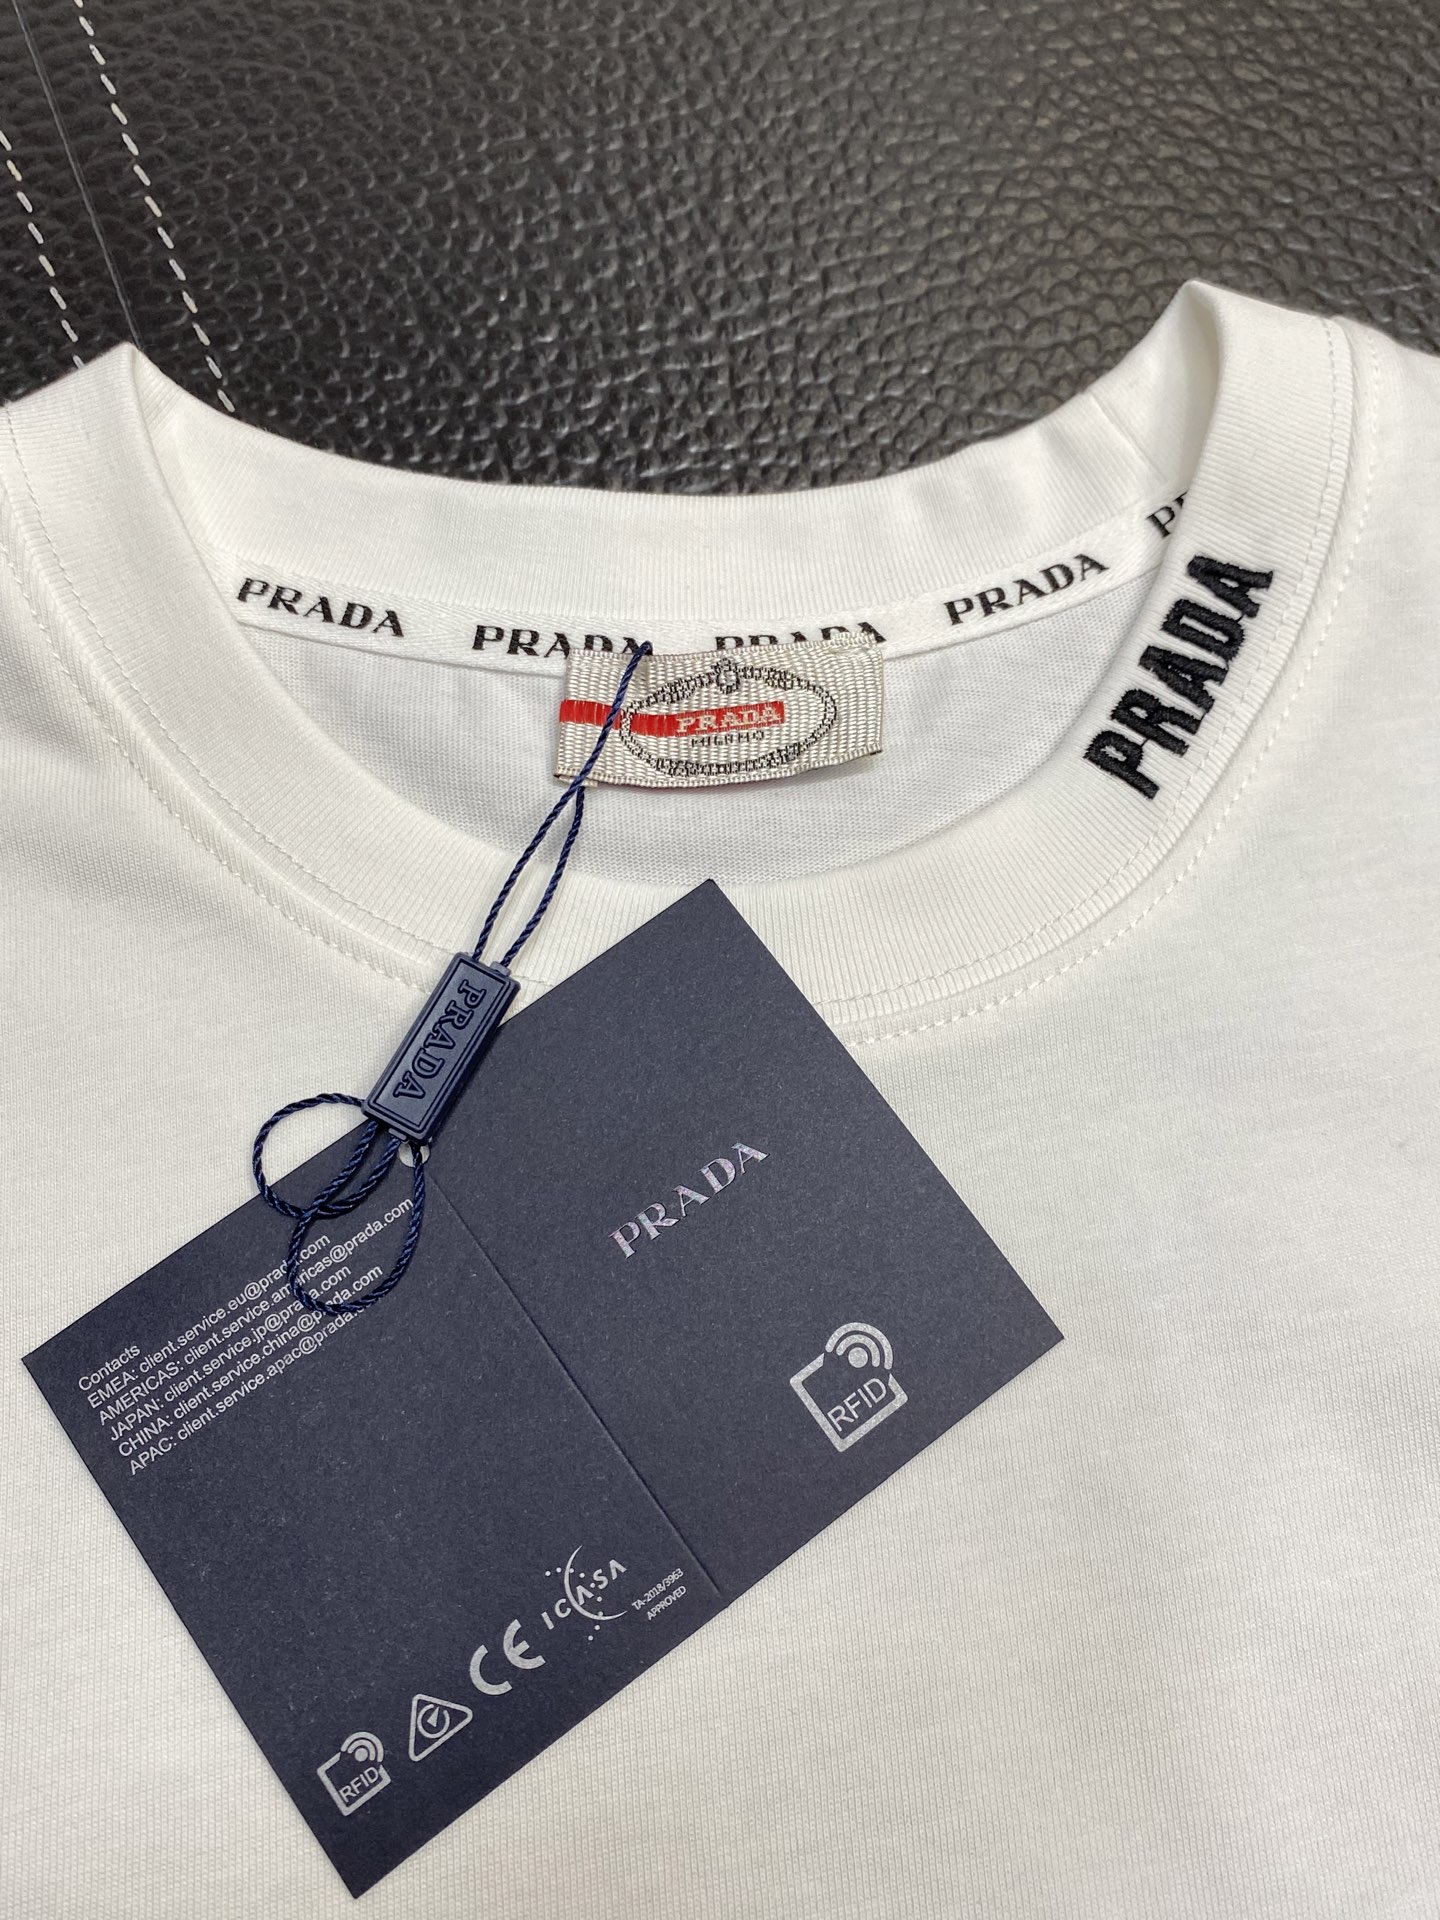 PRADA
PRADA
PRADA
PRADA
PRADA
PRADA
MILANO
PRADA
PRADA
RFID
Contacts
EMEA: client.service.eu@prada.com
AMERICAS: client.service.americas@prada.com
JAPAN: client.service.jp@prada.com
CHINA: client.service.china@prada.com
APAC: client.service.apac@prada.
RFID
CE
ICASA
TA-2018/3963
APPROVED